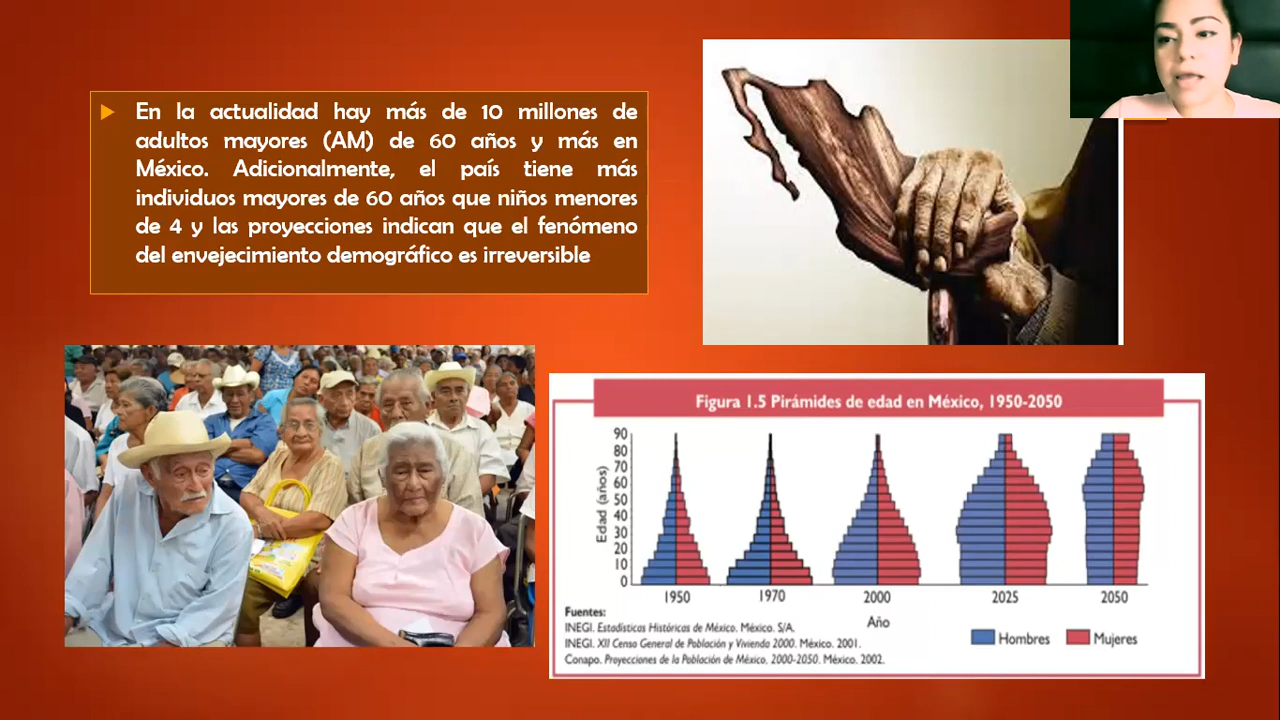 En la actualidad hay más de 10 millones de
adultos mayores (AM) de 60 años y más en
México. Adicionalmente, el país tiene más
individuos mayores de 60 años que niños menores
de 4 y las proyecciones indican que el fenómeno
del envejecimiento demográfico es irreversible
Figura 1.5 Pirámides de edad en México, 1950-2050
Edad (años)
90
80
70
60
50
40
30
20
10
0
1950 1970 2000 2025 2050
Año
Hombres Mujeres
Fuentes:
INEGI. Estadísticas Históricas de México. México. S/A.
INEGI. XII Censo General de Población y Vivienda 2000. México. 2001.
Conapo. Proyecciones de la Población de México, 2000-2050. México. 2002.